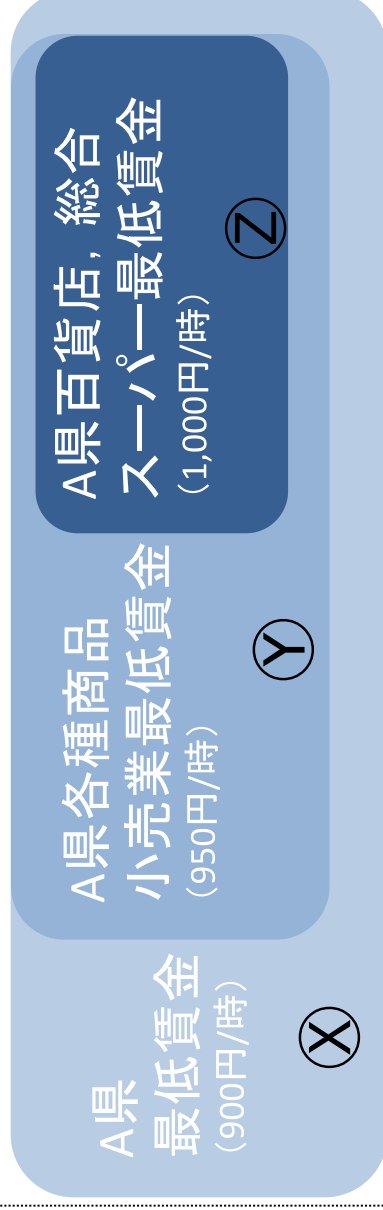 A県
最低賃金
(900円/時)
Ⓧ
A県各種商品
小売業最低賃金
(950円/時)
Ⓨ
A県百貨店,総合
スーパー最低賃金
(1,000円/時)
Ⓩ